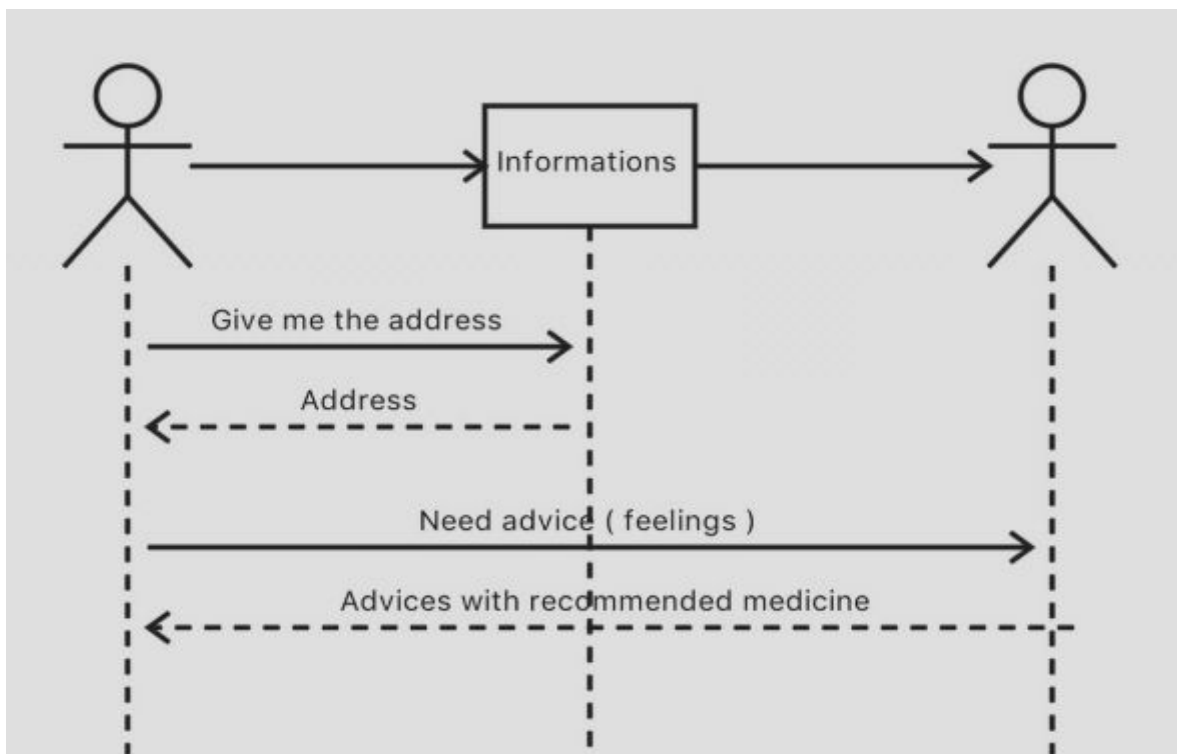 Informations
Give me the address
Address
Need advice ( feelings )
Advices with recommended medicine